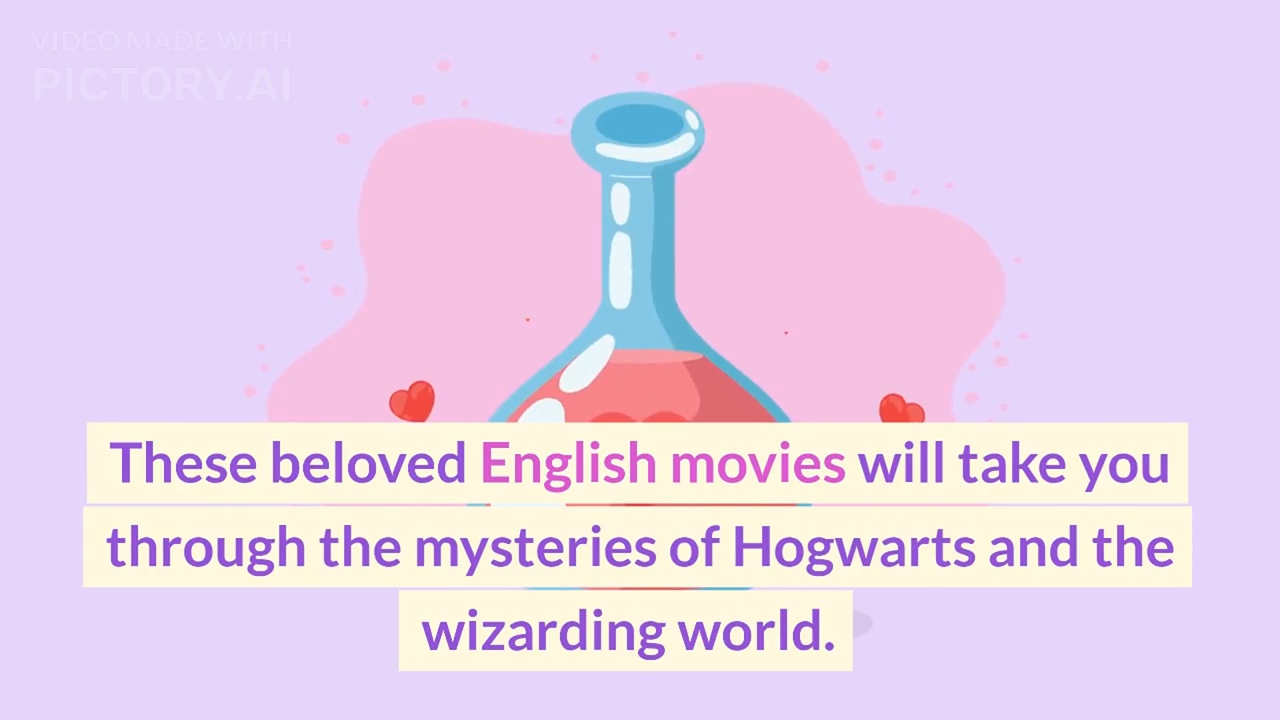 VIDEO MADE WITH
PICTORY.AI
These beloved English movies will take you
through the mysteries of Hogwarts and the
wizarding world.